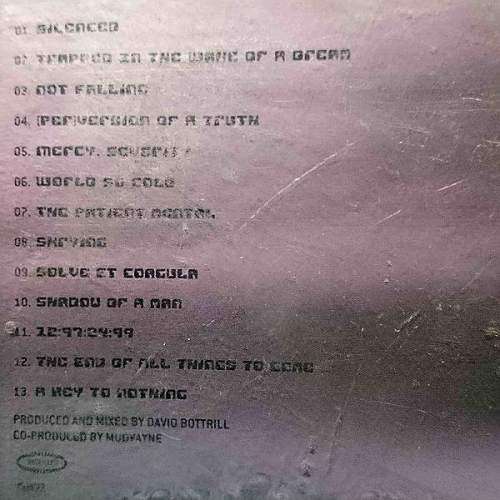 01. SILENCED
02. TRAPPED IN THE WAKE OF A DREAM
03. NOT FALLING
04. (PER)VERSION OF A TRUTH
05. MERCY, SEVERITY
06. WORLD SO COLD
07. THE PATIENT MENTAL
08. SKRYING
09. SOLVE ET COAGULA
10. SHADOW OF A MAN
11. 12:97:24:99
12. THE END OF ALL THINGS TO COME
13. A KEY TO NOTHING
PRODUCED AND MIXED BY DAVID BOTTRILL
CO-PRODUCED BY MUDVAYNE